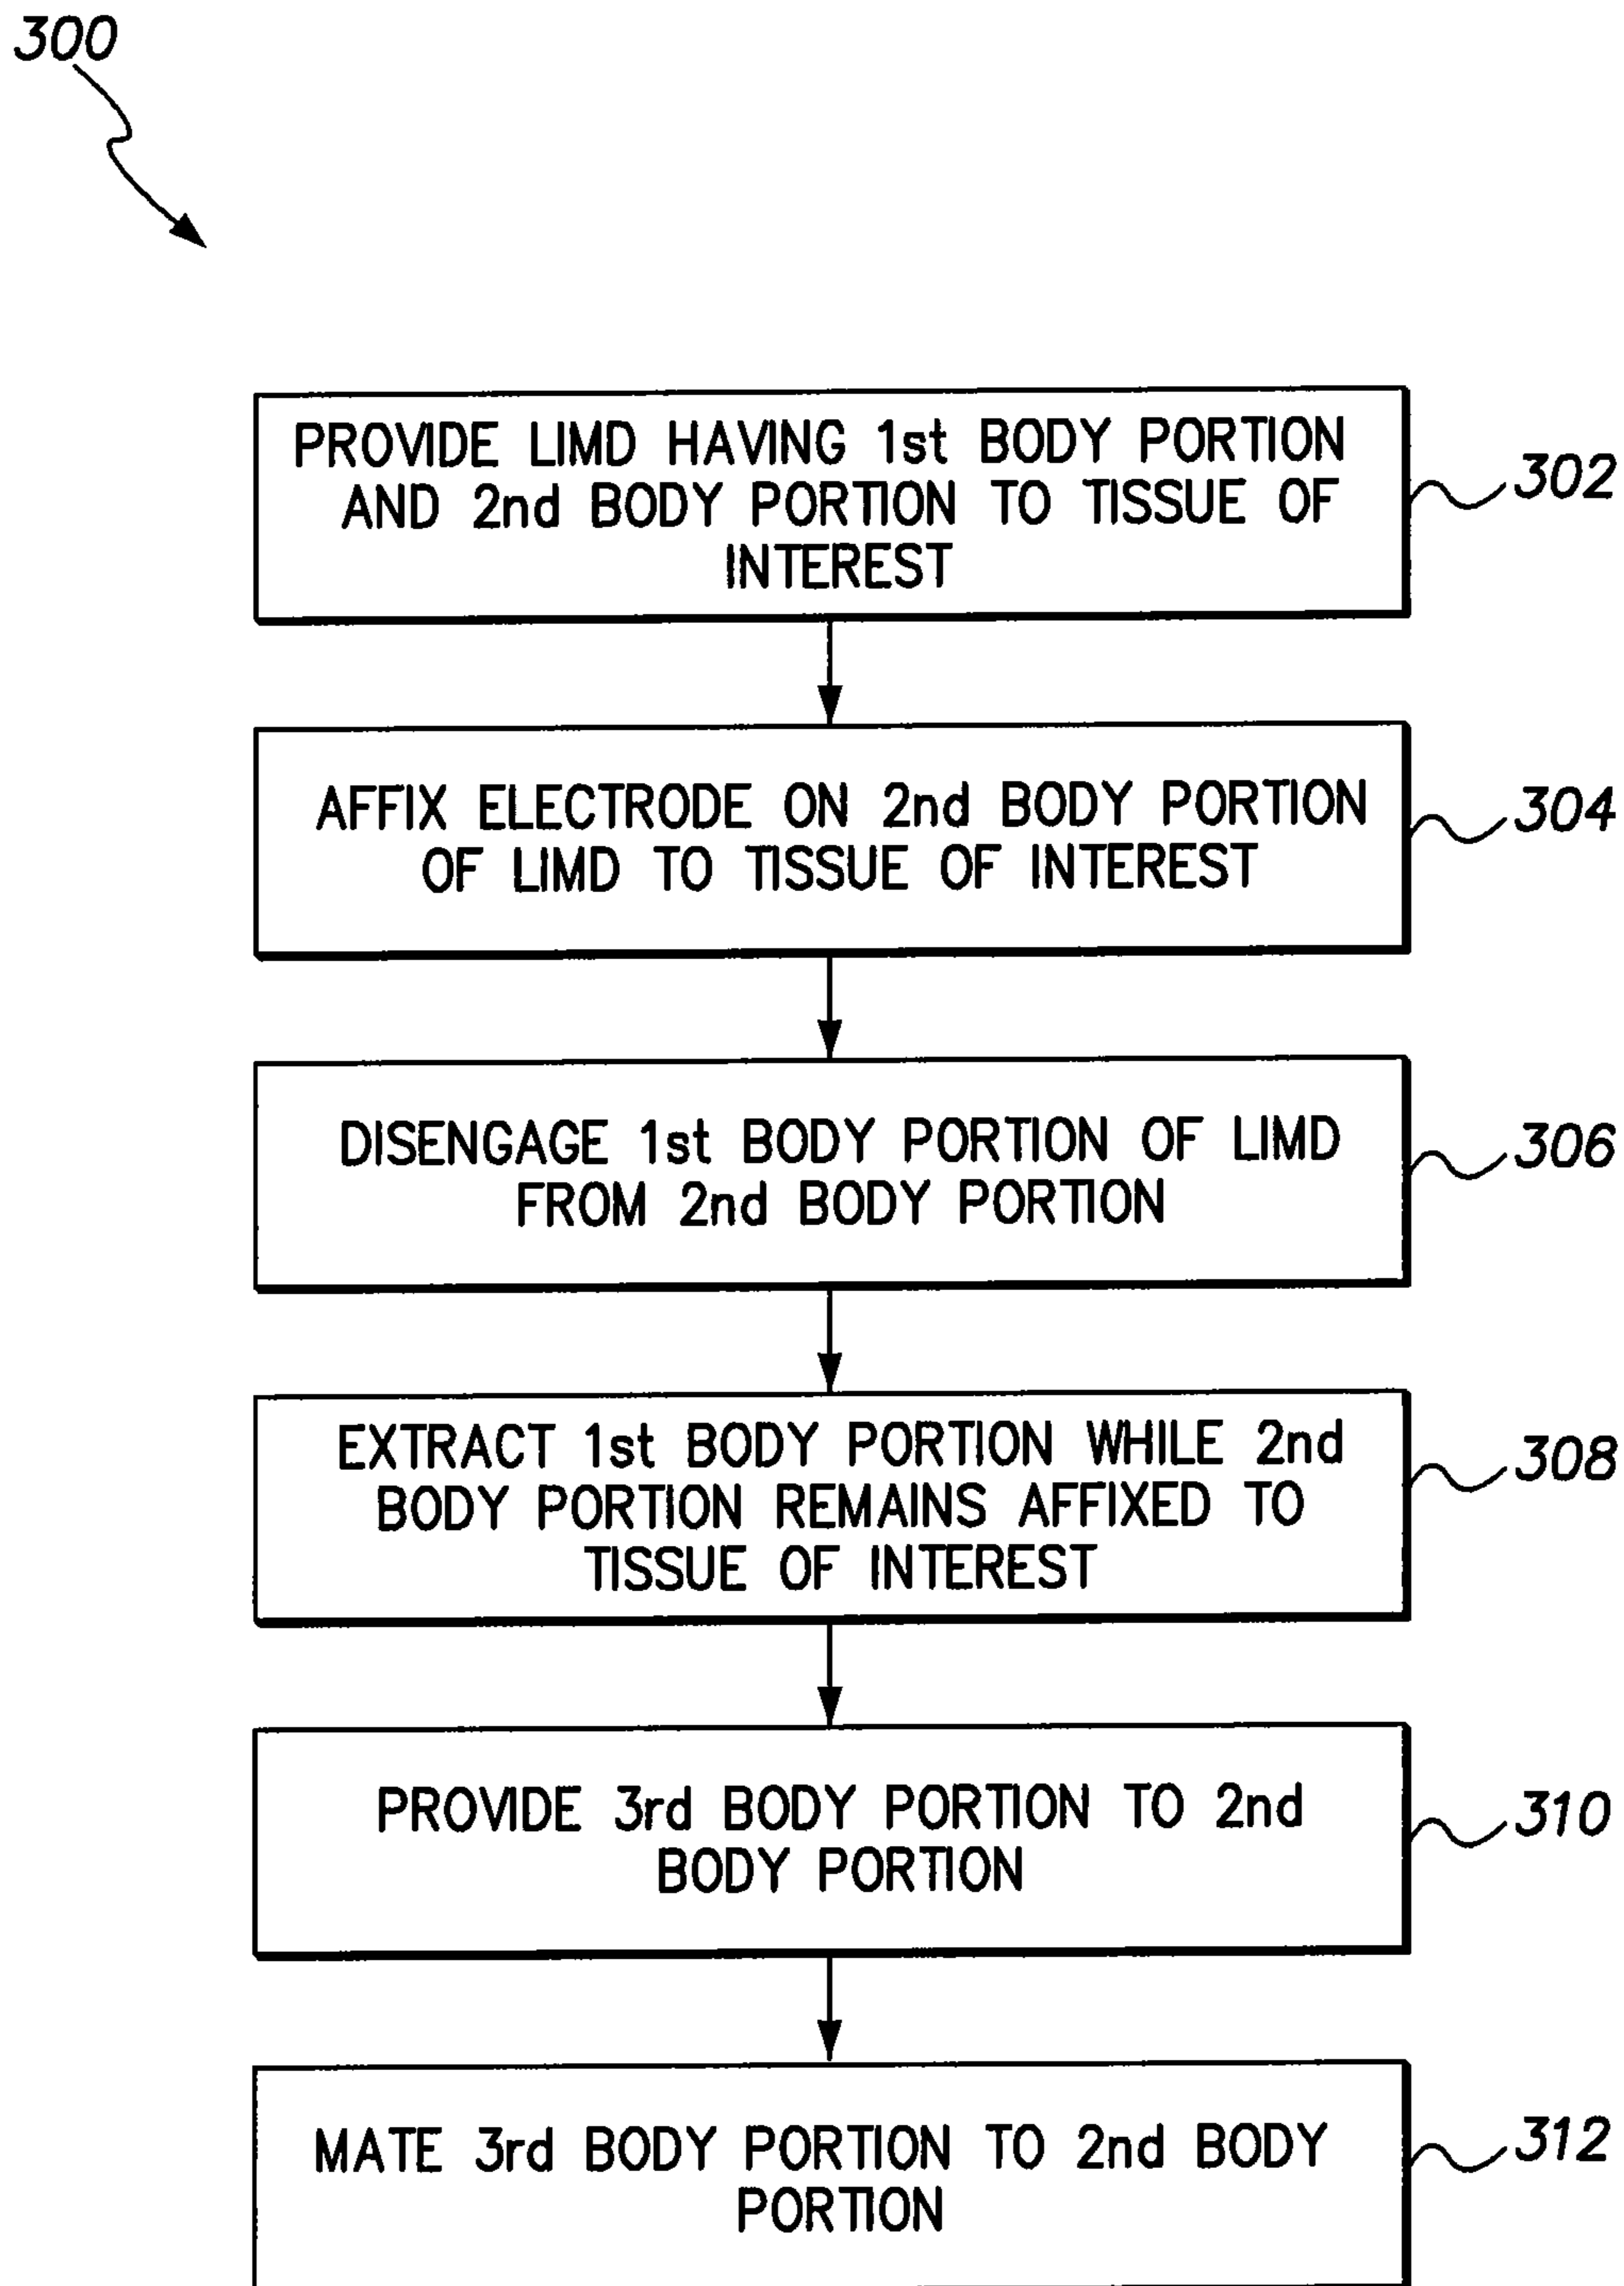 300
PROVIDE LIMD HAVING 1st BODY PORTION
AND 2nd BODY PORTION TO TISSUE OF
INTEREST
302
AFFIX ELECTRODE ON 2nd BODY PORTION
OF LIMD TO TISSUE OF INTEREST
304
DISENGAGE 1st BODY PORTION OF LIMD
FROM 2nd BODY PORTION
306
EXTRACT 1st BODY PORTION WHILE 2nd
BODY PORTION REMAINS AFFIXED TO
TISSUE OF INTEREST
308
PROVIDE 3rd BODY PORTION TO 2nd
BODY PORTION
310
MATE 3rd BODY PORTION TO 2nd BODY
PORTION
312